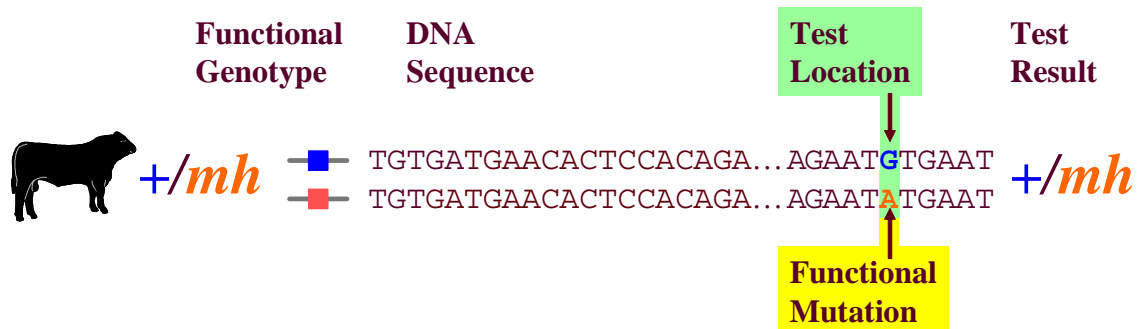 Functional Genotype
DNA Sequence
Test Location
Test Result
+/mh
TGTGATGAACACTCCACAGA...AGAATGTGAAT
TGTGATGAACACTCCACAGA...AGAATATGAAT
+/mh
Functional Mutation